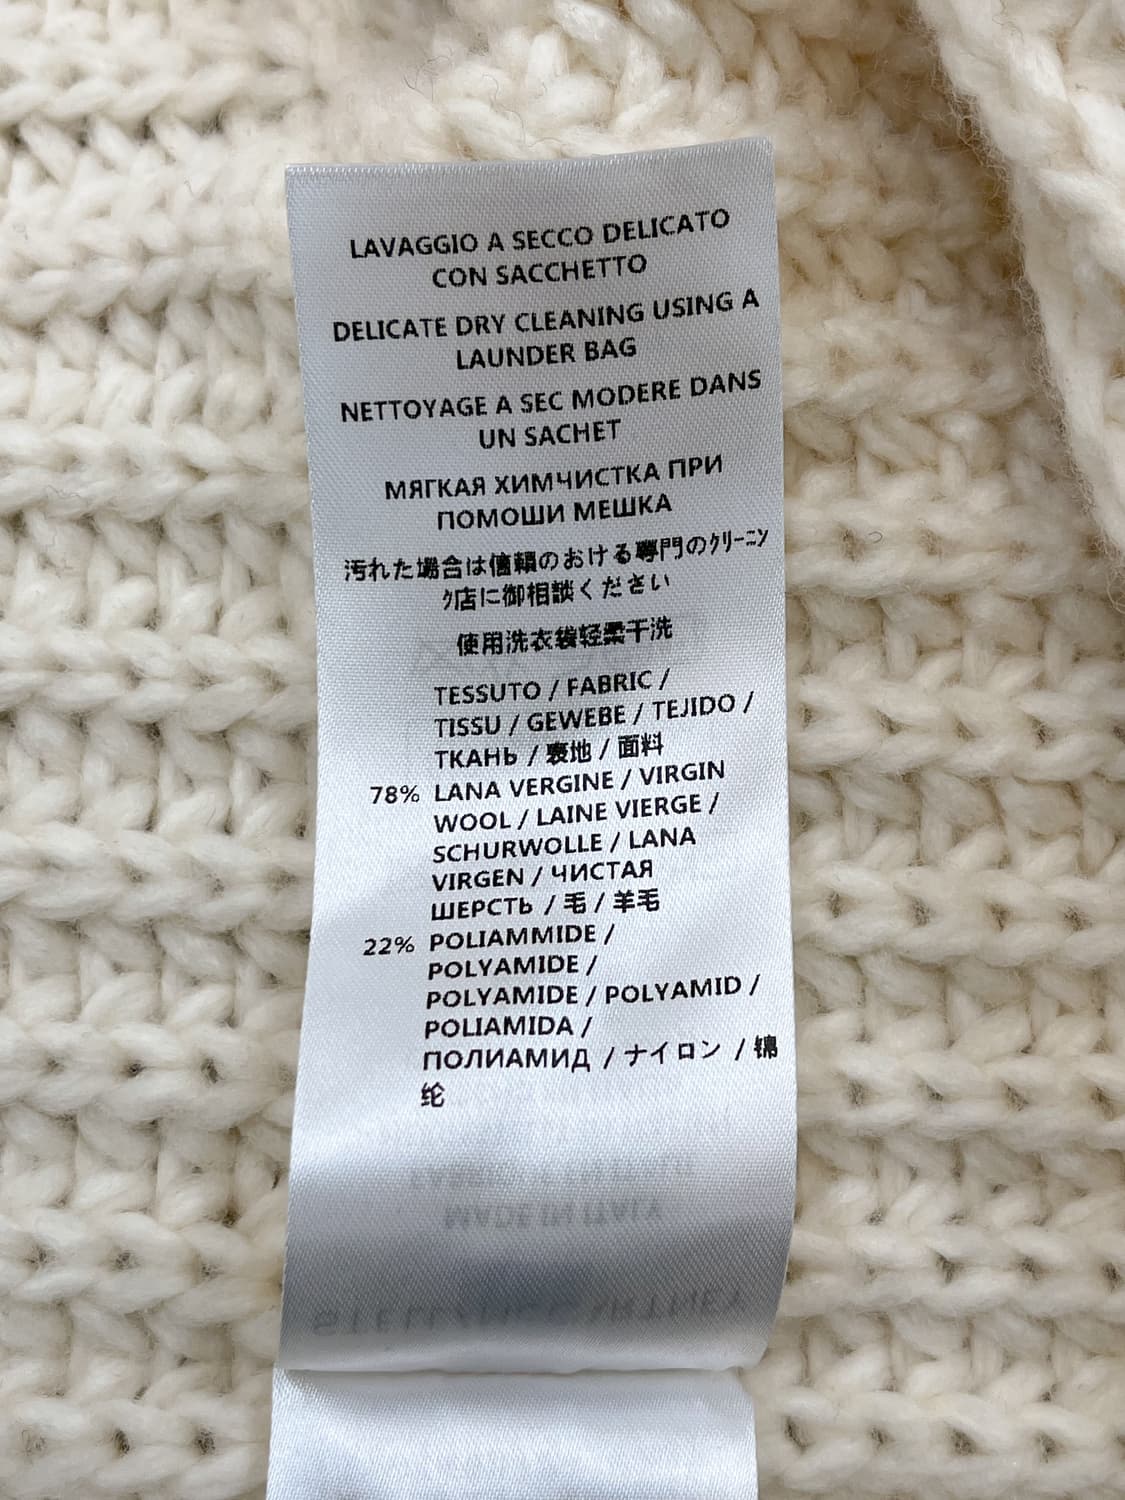 LAVAGGIO A SECCO DELICATO
CON SACCHETTO
DELICATE DRY CLEANING USING A
LAUNDER BAG
NETTOYAGE A SEC MODERE DANS
UN SACHET
МЯГКАЯ ХИМЧИСТКА ПРИ
ПОМОШИ МЕШКА
汚れた場合は信頼のおける専門のクリーニン
ク店に御相談ください
使用洗衣袋轻柔干洗
TESSUTO / FABRIC /
TISSU / GEWEBE / TEJIDO /
ТКАНЬ / 表地 / 面料
78% LANA VERGINE / VIRGIN
WOOL / LAINE VIERGE /
SCHURWOLLE / LANA
VIRGEN / ЧИСТАЯ
ШЕРСТЬ / 毛 / 羊毛
22% POLIAMMIDE /
POLYAMIDE /
POLYAMIDE / POLYAMID /
POLIAMIDA /
ПОЛИАМИД / ナイロン / 锦
纶
MADE IN ITALY